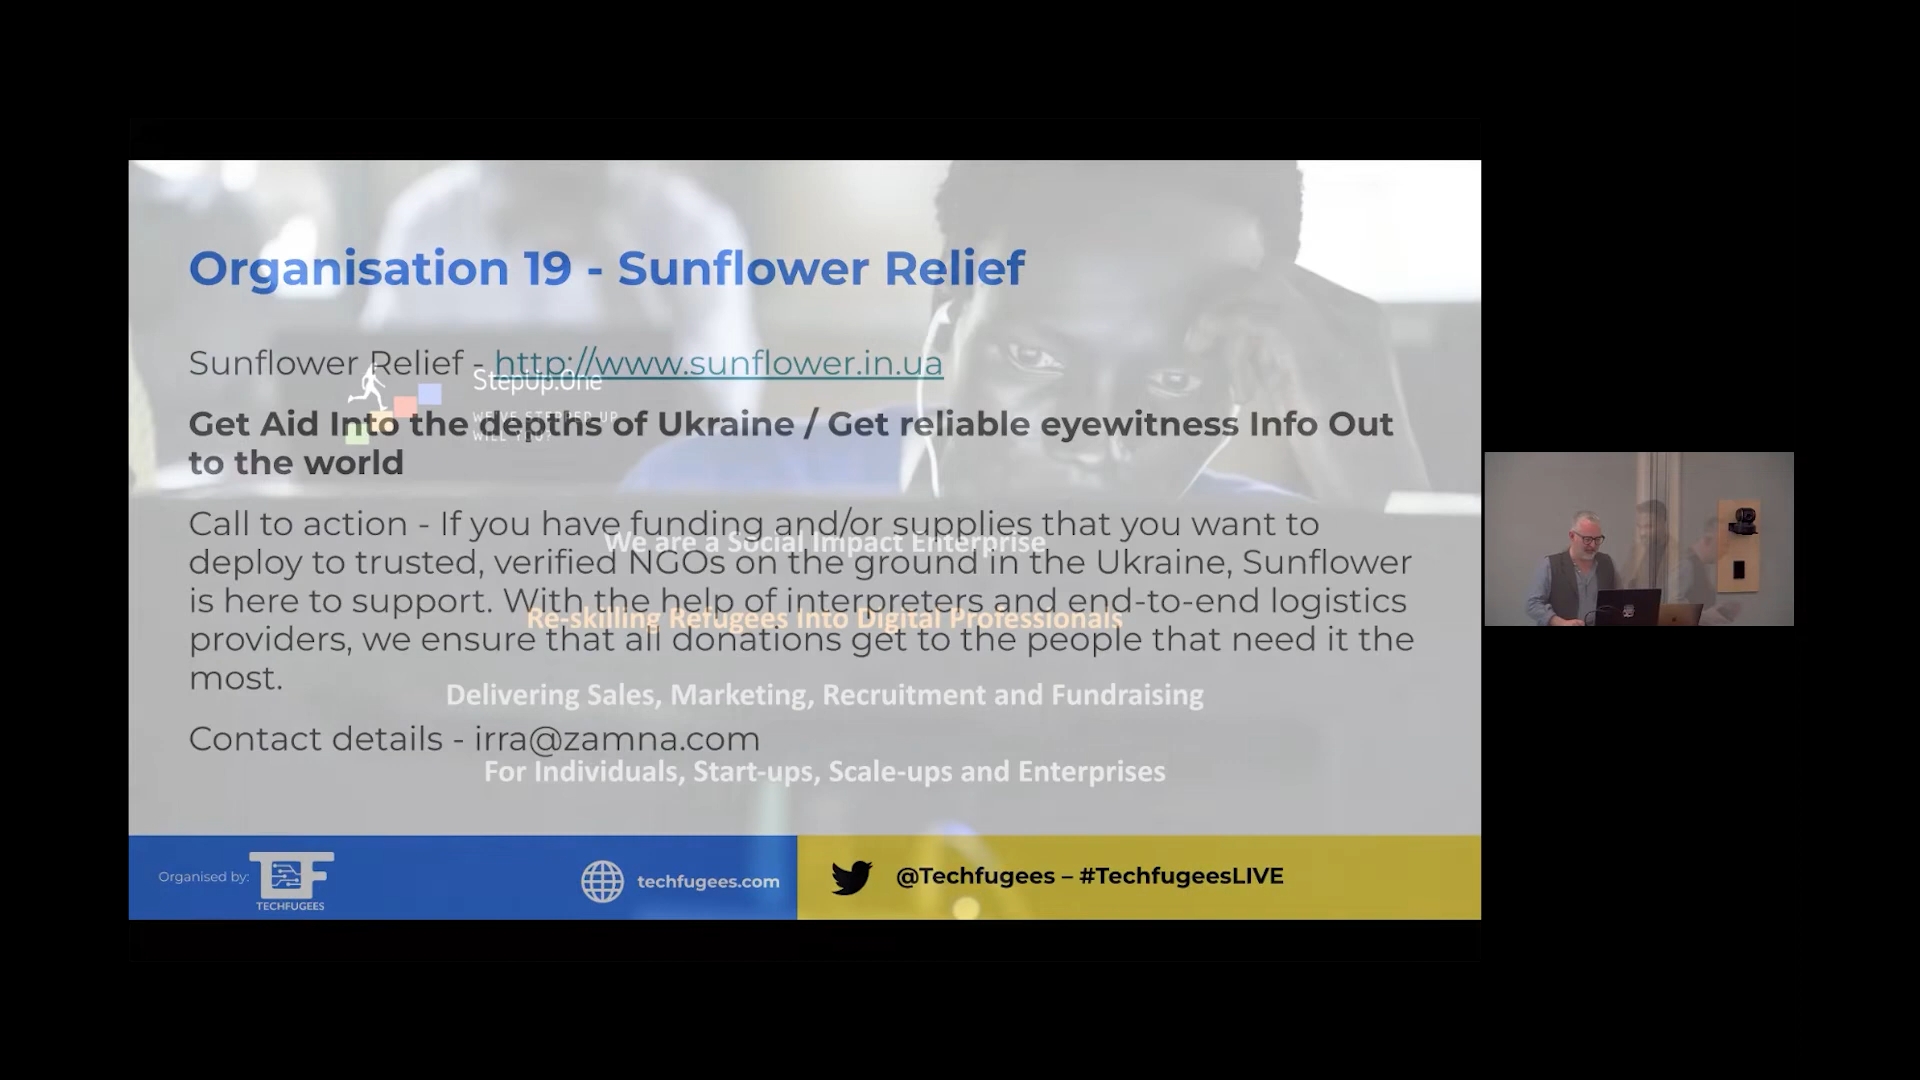 Organisation 19 - Sunflower Relief
Sunflower Relief - http://www.sunflower.in.ua
StepUp.One
Get Aid Into the depths of Ukraine / Get reliable eyewitness Info Out
WE'VE STEPPED UP
WILL YOU?
to the world
Call to action - If you have funding and/or supplies that you want to
We are a Social Impact Enterprise
deploy to trusted, verified NGOs on the ground in the Ukraine, Sunflower
is here to support. With the help of interpreters and end-to-end logistics
Re-skilling Refugees Into Digital Professionals
providers, we ensure that all donations get to the people that need it the
most.
Delivering Sales, Marketing, Recruitment and Fundraising
Contact details - irra@zamna.com
For Individuals, Start-ups, Scale-ups and Enterprises
Organised by:
TECHFUGEES
techfugees.com
@Techfugees – #TechfugeesLIVE